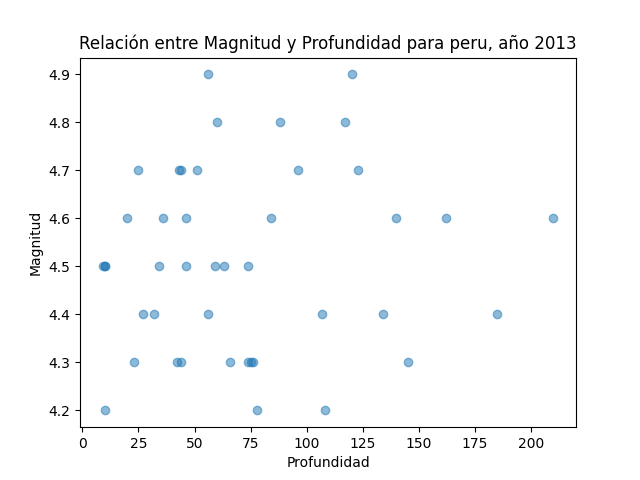 Relación entre Magnitud y Profundidad para peru, año 2013
4.9
4.8
4.7
4.6
4.5
4.4
4.3
4.2
Magnitud
0 25 50 75 100 125 150 175 200
Profundidad